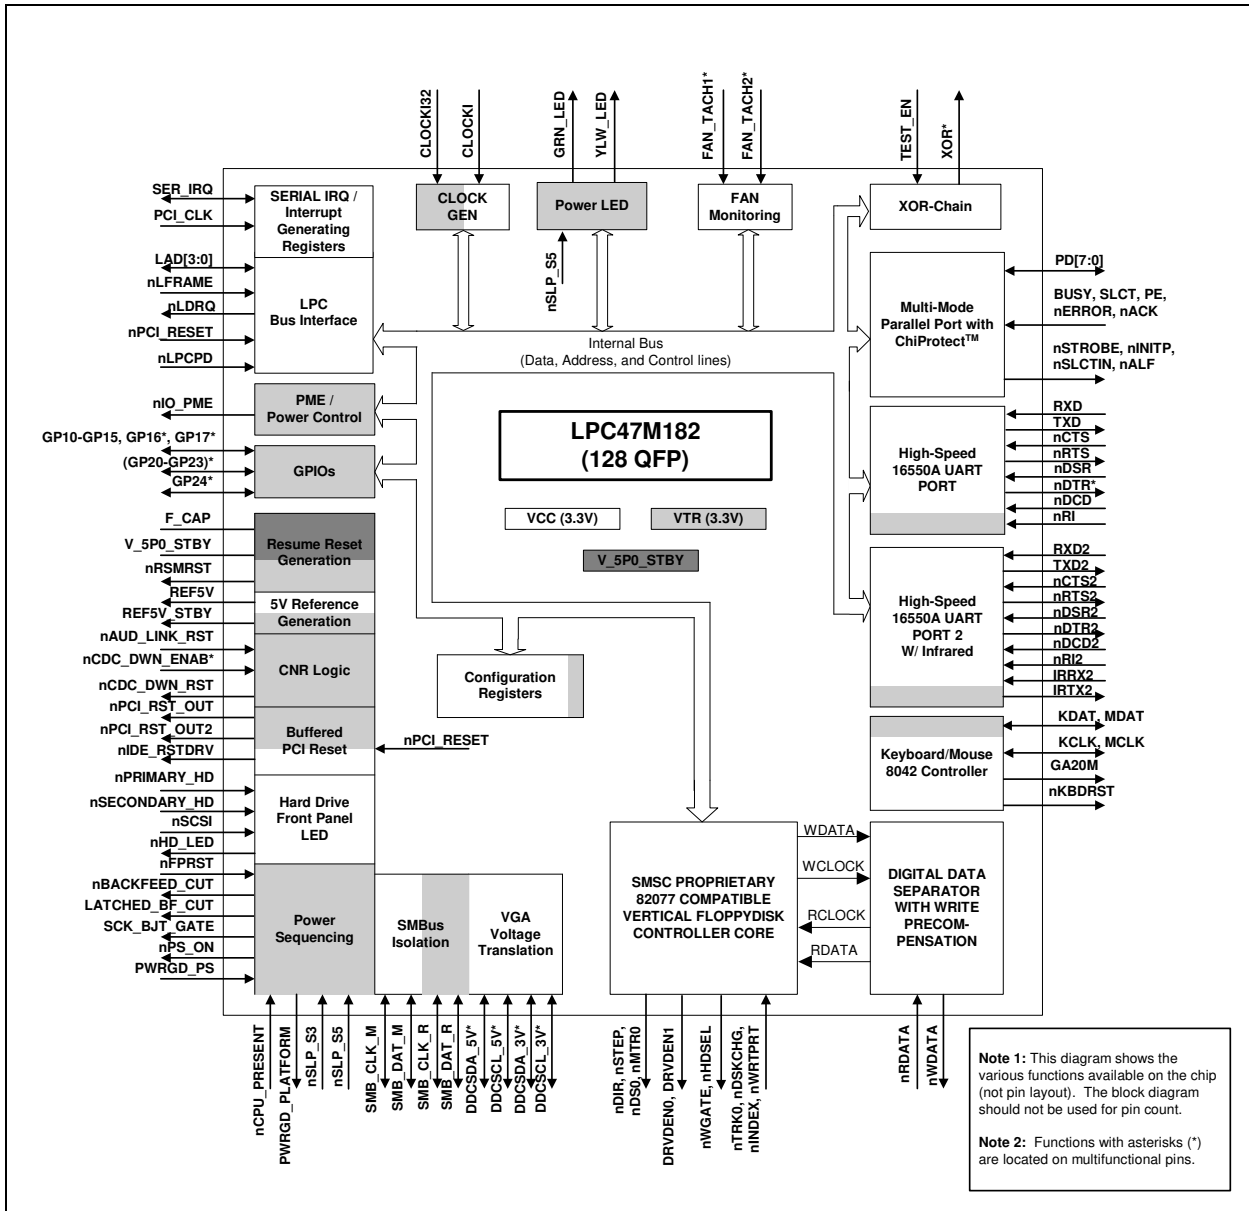 CLOCKI32
CLOCKI
GRN_LED
YLW_LED
FAN_TACH1*
FAN_TACH2*
TEST_EN
XOR*
SER_IRQ
PCI_CLK
LAD[3:0]
nLFRAME
nLDRQ
nPCI_RESET
nLPCPD
nIO_PME
GP10-GP15, GP16*, GP17*
(GP20-GP23)*
GP24*
F_CAP
V_5P0_STBY
nRSMRST
REF5V
REF5V_STBY
nAUD_LINK_RST
nCDC_DWN_ENAB*
nCDC_DWN_RST
nPCI_RST_OUT
nPCI_RST_OUT2
nIDE_RSTDRV
nPRIMARY_HD
nSECONDARY_HD
nSCSI
nHD_LED
nFPRST
nBACKFEED_CUT
LATCHED_BF_CUT
SCK_BJT_GATE
nPS_ON
PWRGD_PS
SERIAL IRQ /
Interrupt
Generating
Registers
LPC
Bus Interface
PME /
Power Control
GPIOs
Resume Reset
Generation
5V Reference
Generation
CNR Logic
Buffered
PCI Reset
Hard Drive
Front Panel
LED
Power
Sequencing
SMBus
Isolation
VGA
Voltage
Translation
CLOCK
GEN
Power LED
nSLP_S5
FAN
Monitoring
XOR-Chain
Internal Bus
(Data, Address, and Control lines)
LPC47M182
(128 QFP)
VCC (3.3V)
VTR (3.3V)
V_5P0_STBY
Configuration
Registers
nPCI_RESET
Multi-Mode
Parallel Port with
ChiProtect™
High-Speed
16550A UART
PORT
High-Speed
16550A UART
PORT 2
W/ Infrared
Keyboard/Mouse
8042 Controller
SMSC PROPRIETARY
82077 COMPATIBLE
VERTICAL FLOPPYDISK
CONTROLLER CORE
WDATA
WCLOCK
RCLOCK
RDATA
DIGITAL DATA
SEPARATOR
WITH WRITE
PRECOM-
PENSATION
PD[7:0]
BUSY, SLCT, PE,
nERROR, nACK
nSTROBE, nINITP,
nSLCTIN, nALF
RXD
TXD
nCTS
nRTS
nDSR
nDTR*
nDCD
nRI
RXD2
TXD2
nCTS2
nRTS2
nDSR2
nDTR2
nDCD2
nRI2
IRRX2
IRTX2
KDAT, MDAT
KCLK, MCLK
GA20M
nKBDRST
nCPU_PRESENT
PWRGD_PLATFORM
nSLP_S3
nSLP_S5
SMB_CLK_M
SMB_DAT_M
SMB_CLK_R
SMB_DAT_R
DDCSDA_5V*
DDCSCL_5V*
DDCSDA_3V*
DDCSCL_3V*
nDIR, nSTEP,
nDS0, nMTR0
DRVDEN0, DRVDEN1
nWGATE, nHDSEL
nTRK0, nDSKCHG,
nINDEX, nWRTPRT
nRDATA
nWDATA
Note 1: This diagram shows the
various functions available on the chip
(not pin layout). The block diagram
should not be used for pin count.
Note 2: Functions with asterisks (*)
are located on multifunctional pins.